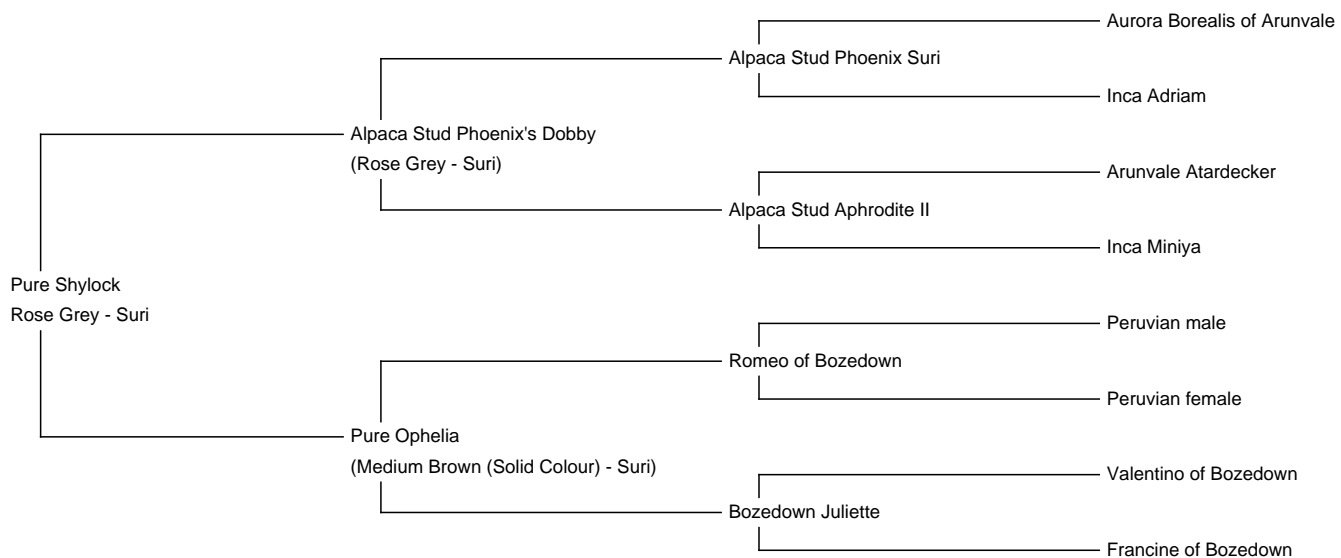 Aurora Borealis of Arunvale
Alpaca Stud Phoenix Suri
Inca Adriam
Alpaca Stud Phoenix's Dobby
(Rose Grey - Suri)
Arunvale Atardecker
Alpaca Stud Aphrodite II
Inca Miniya
Pure Shylock
Rose Grey - Suri
Peruvian male
Romeo of Bozedown
Peruvian female
Pure Ophelia
(Medium Brown (Solid Colour) - Suri)
Valentino of Bozedown
Bozedown Juliette
Francine of Bozedown